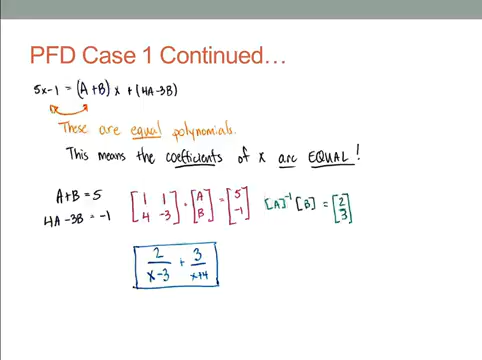 PFD Case 1 Continued…
5x-1 = (A+B) x + (4A-3B)
These are equal polynomials.
This means the coefficients of x are EQUAL!
A+B = 5
4A-3B = -1
[1 1; 4 -3] · [A; B] = [5; -1]
[A]⁻¹ [B] = [2; 3]
2/(x-3) + 3/(x+4)